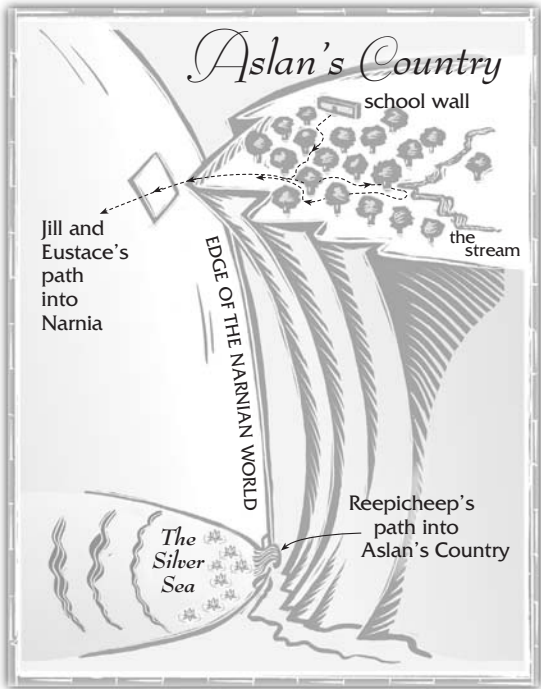 Aslan's Country
school wall
the
stream
Jill and
Eustace's
path
into
Narnia
EDGE OF THE NARNIAN WORLD
Reepicheep's
path into
Aslan's Country
The
Silver
Sea